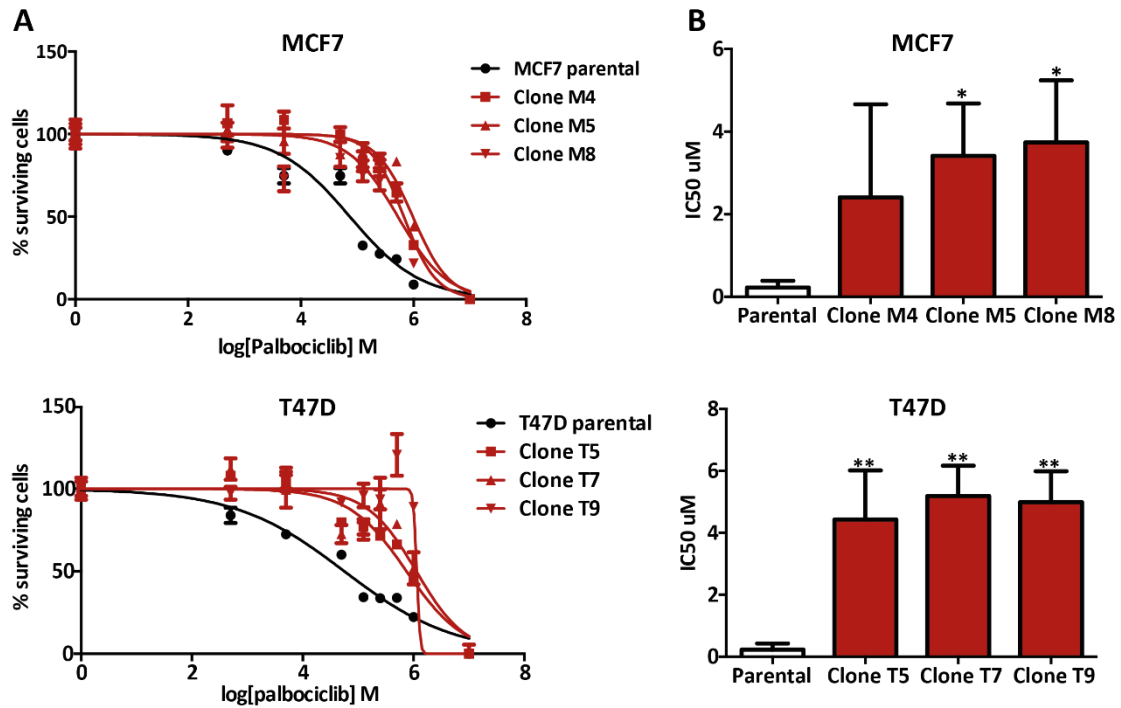 A
MCF7
150
100
50
0
% surviving cells
0 2 4 6 8
log[Palbociclib] M
MCF7 parental
Clone M4
Clone M5
Clone M8
B
MCF7
6
4
2
0
IC50 uM
* *
Parental Clone M4 Clone M5 Clone M8
T47D
150
100
50
0
% surviving cells
0 2 4 6 8
log[palbociclib] M
T47D parental
Clone T5
Clone T7
Clone T9
T47D
8
6
4
2
0
IC50 uM
** ** **
Parental Clone T5 Clone T7 Clone T9